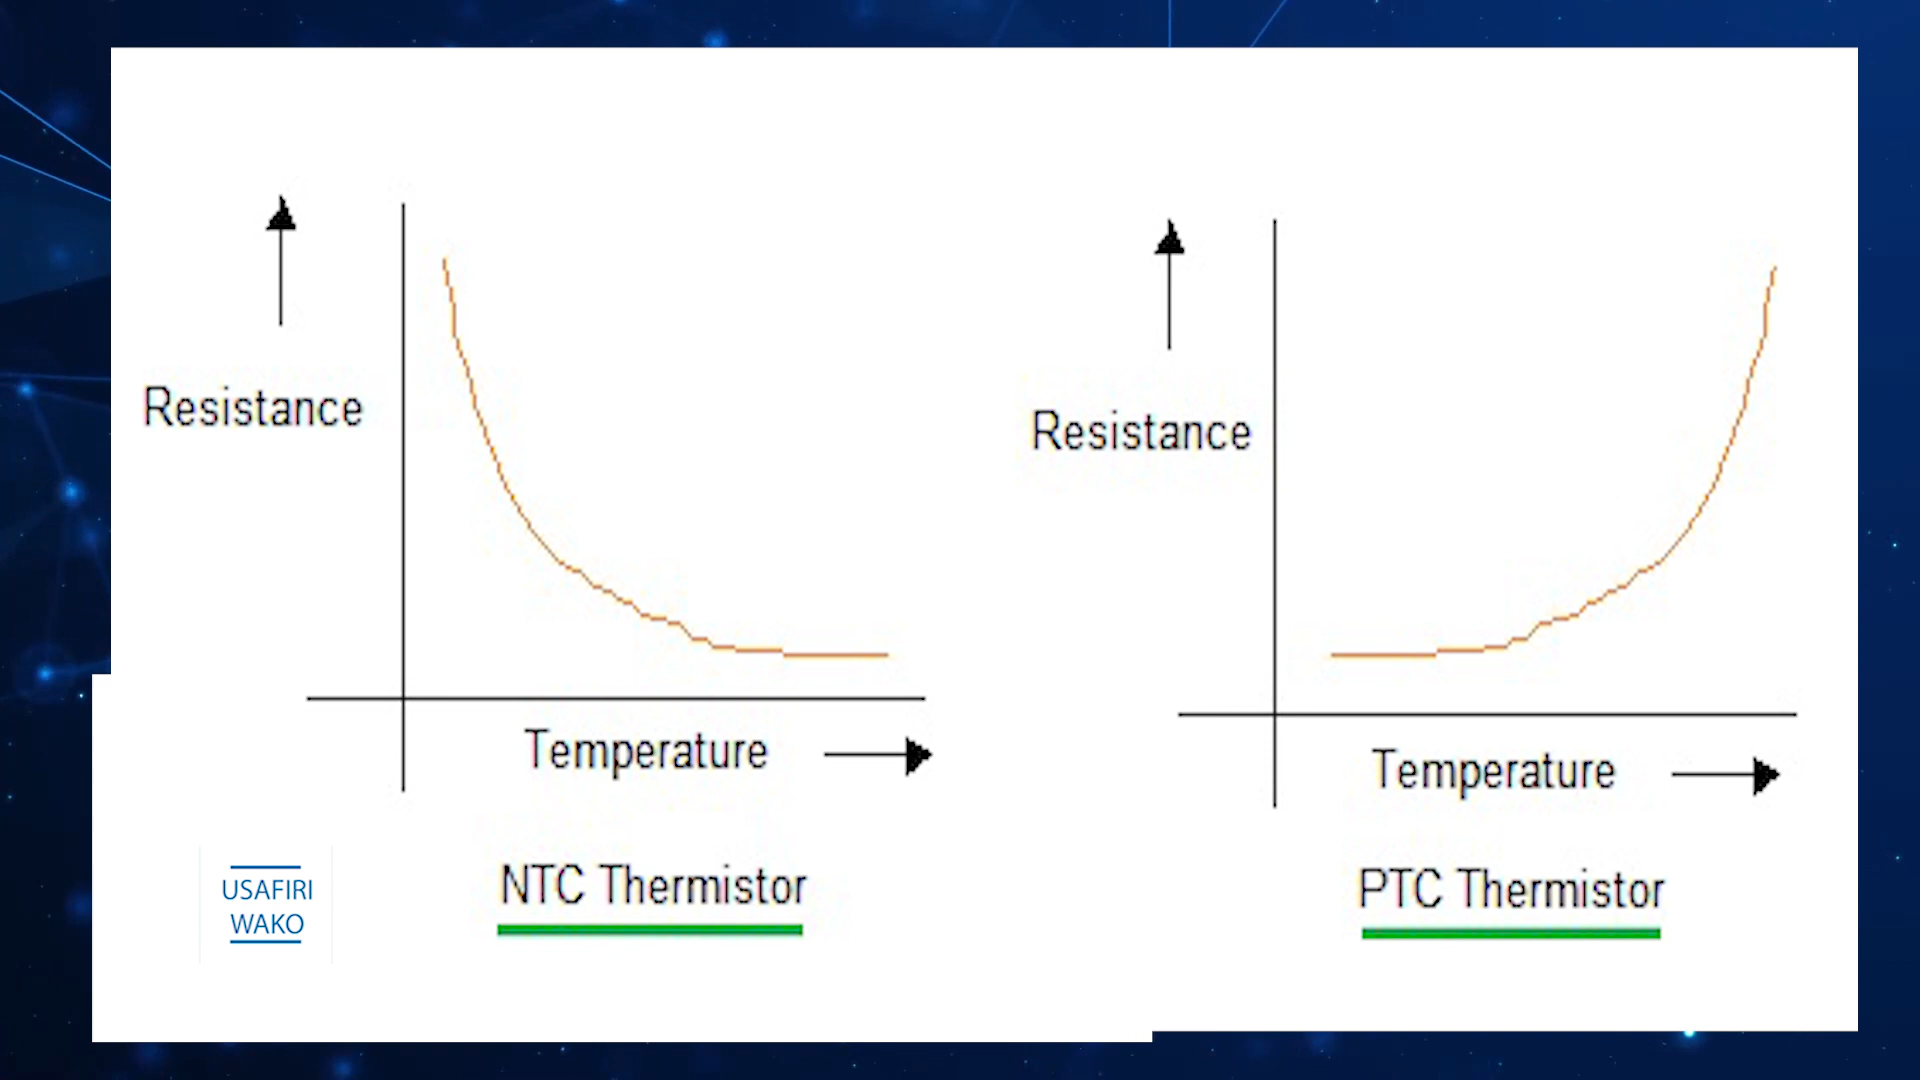 Resistance
Temperature
NTC Thermistor
Resistance
Temperature
PTC Thermistor
USAFIRI
WAKO